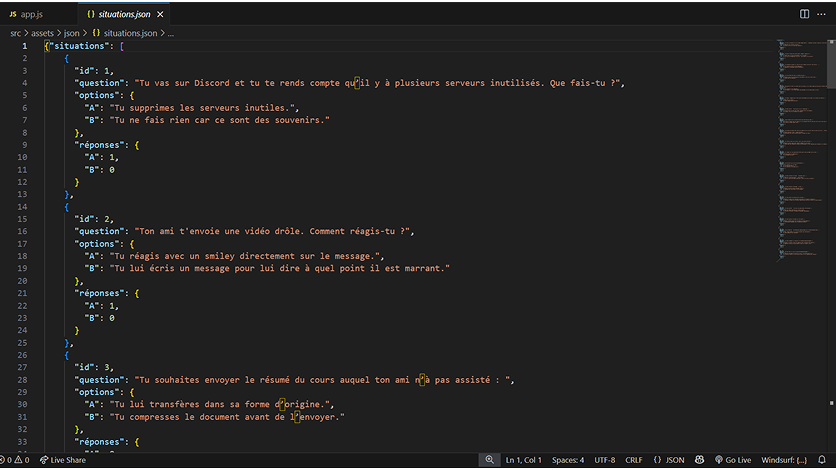 JS app.js
{} situations.json ×
src > assets > json > {} situations.json > ...
1 {"situations": [
2 {
3 "id": 1,
4 "question": "Tu vas sur Discord et tu te rends compte qu’il y à plusieurs serveurs inutilisés. Que fais-tu ?",
5 "options": {
6 "A": "Tu supprimes les serveurs inutiles.",
7 "B": "Tu ne fais rien car ce sont des souvenirs."
8 },
9 "réponses": {
10 "A": 1,
11 "B": 0
12 }
13 },
14 {
15 "id": 2,
16 "question": "Ton ami t'envoie une vidéo drôle. Comment réagis-tu ?",
17 "options": {
18 "A": "Tu réagis avec un smiley directement sur le message.",
19 "B": "Tu lui écris un message pour lui dire à quel point il est marrant."
20 },
21 "réponses": {
22 "A": 1,
23 "B": 0
24 }
25 },
26 {
27 "id": 3,
28 "question": "Tu souhaites envoyer le résumé du cours auquel ton ami n’à pas assisté : ",
29 "options": {
30 "A": "Tu lui transfères dans sa forme d’origine.",
31 "B": "Tu compresses le document avant de l’envoyer."
32 },
33 "réponses": {
0 0 Live Share Ln 1, Col 1 Spaces: 4 UTF-8 CRLF {} JSON Go Live Windsurf: {...}